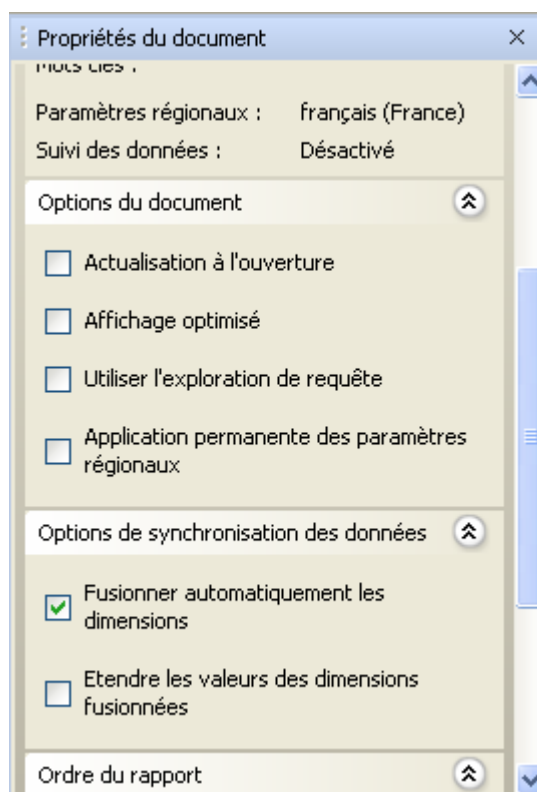 Propriétés du document
Mots clés :
Paramètres régionaux : français (France)
Suivi des données : Désactivé
Options du document
Actualisation à l'ouverture
Affichage optimisé
Utiliser l'exploration de requête
Application permanente des paramètres
régionaux
Options de synchronisation des données
Fusionner automatiquement les
dimensions
Etendre les valeurs des dimensions
fusionnées
Ordre du rapport